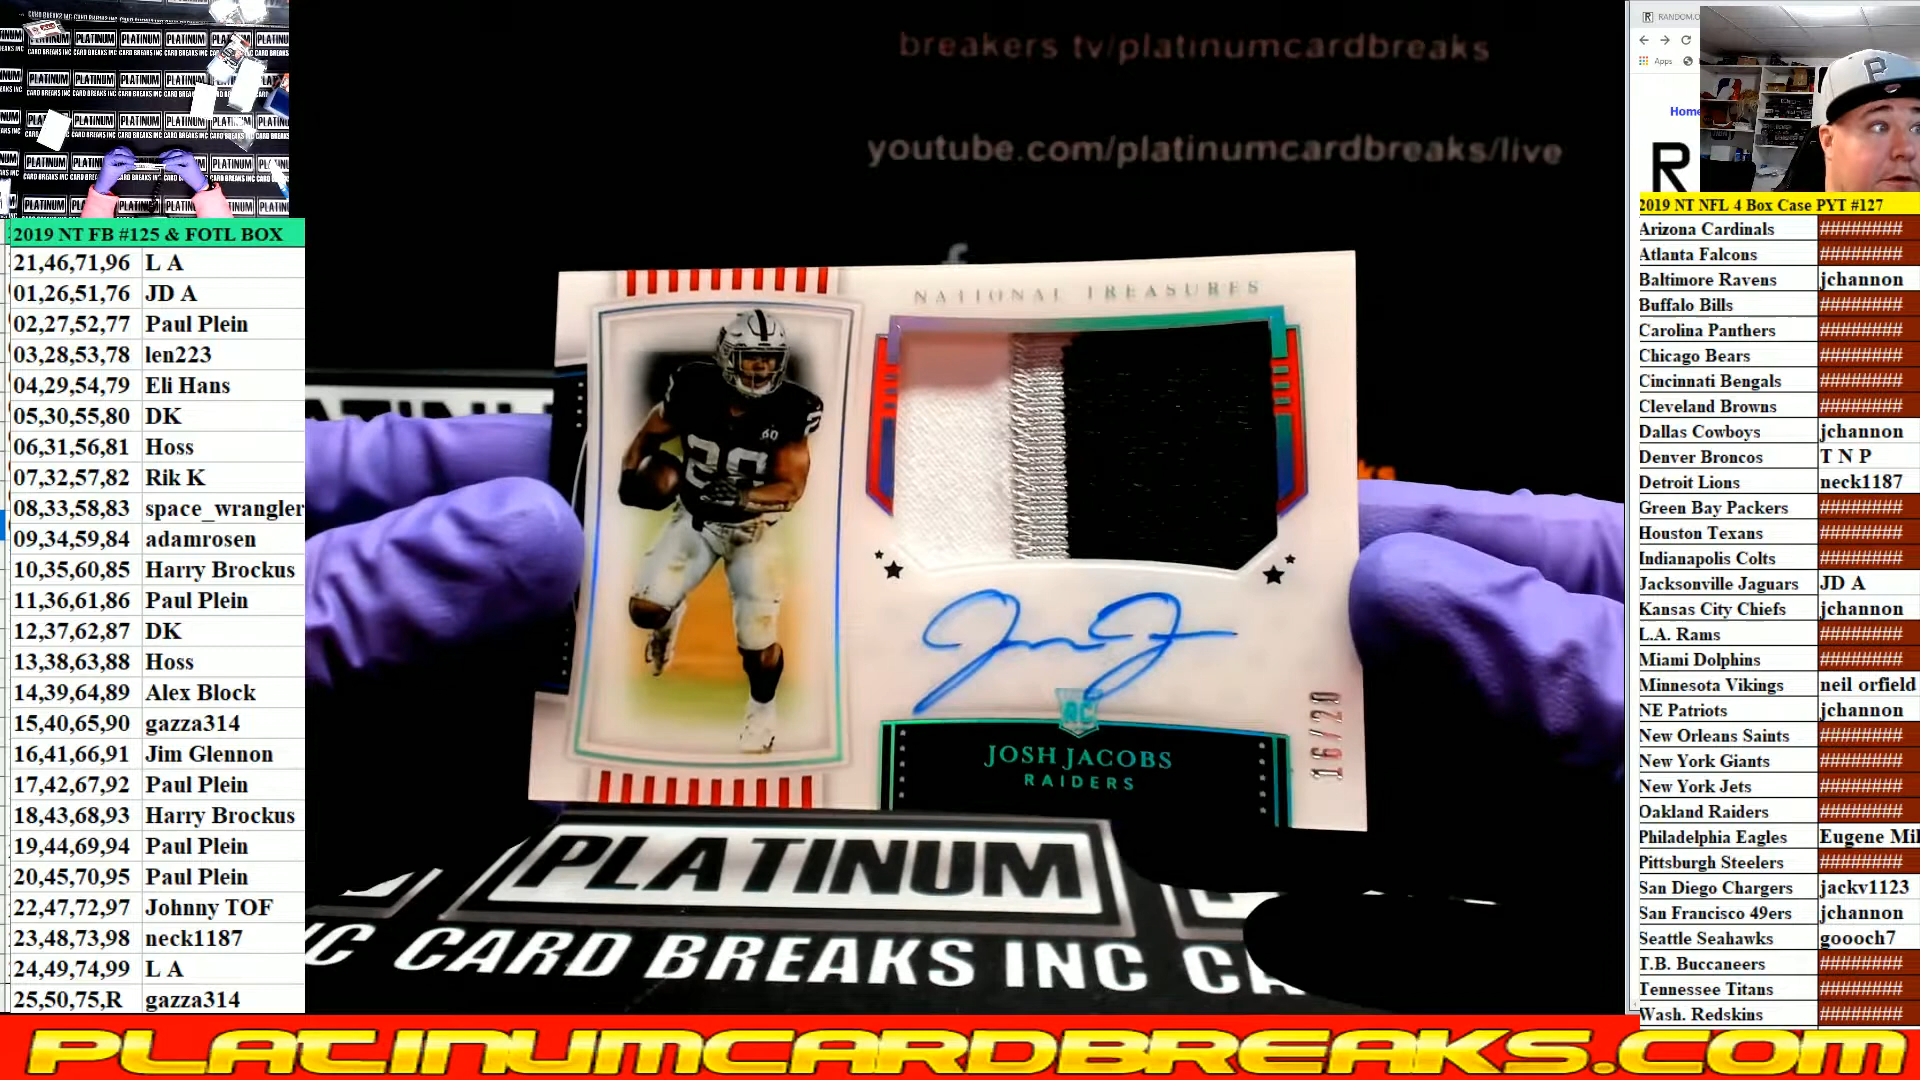 breakers tv/platinumcardbreaks
youtube.com/platinumcardbreaks/live
2019 NT FB #125 & FOTL BOX
21,46,71,96 L A
01,26,51,76 JD A
02,27,52,77 Paul Plein
03,28,53,78 len223
04,29,54,79 Eli Hans
05,30,55,80 DK
06,31,56,81 Hoss
07,32,57,82 Rik K
08,33,58,83 space_wrangler
09,34,59,84 adamrosen
10,35,60,85 Harry Brockus
11,36,61,86 Paul Plein
12,37,62,87 DK
13,38,63,88 Hoss
14,39,64,89 Alex Block
15,40,65,90 gazza314
16,41,66,91 Jim Glennon
17,42,67,92 Paul Plein
18,43,68,93 Harry Brockus
19,44,69,94 Paul Plein
20,45,70,95 Paul Plein
22,47,72,97 Johnny TOF
23,48,73,98 neck1187
24,49,74,99 L A
25,50,75,R gazza314
NATIONAL TREASURES
28
60
RC
JOSH JACOBS
RAIDERS
16/20
PLATINUM
CARD BREAKS INC
RANDOM.O
Apps
Home
R
P
2019 NT NFL 4 Box Case PYT #127
Arizona Cardinals ########
Atlanta Falcons ########
Baltimore Ravens jchannon
Buffalo Bills ########
Carolina Panthers ########
Chicago Bears ########
Cincinnati Bengals ########
Cleveland Browns ########
Dallas Cowboys jchannon
Denver Broncos T N P
Detroit Lions neck1187
Green Bay Packers ########
Houston Texans ########
Indianapolis Colts ########
Jacksonville Jaguars JD A
Kansas City Chiefs jchannon
L.A. Rams ########
Miami Dolphins ########
Minnesota Vikings neil orfield
NE Patriots jchannon
New Orleans Saints ########
New York Giants ########
New York Jets ########
Oakland Raiders ########
Philadelphia Eagles Eugene Mil
Pittsburgh Steelers ########
San Diego Chargers jackv1123
San Francisco 49ers jchannon
Seattle Seahawks goooch7
T.B. Buccaneers ########
Tennessee Titans ########
Wash. Redskins ########
PLATINUMCARDBREAKS.COM